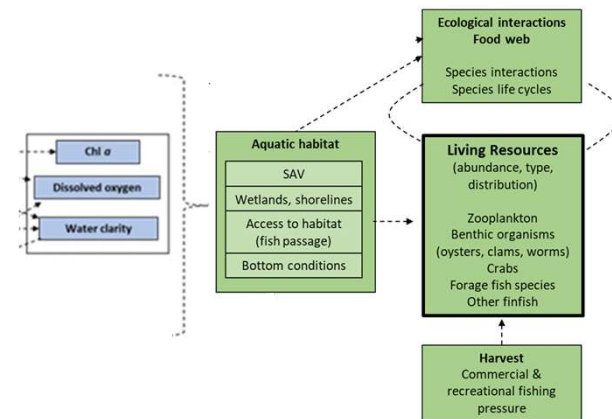 Chl a
Dissolved oxygen
Water clarity
Aquatic habitat
SAV
Wetlands, shorelines
Access to habitat
(fish passage)
Bottom conditions
Ecological interactions
Food web
Species interactions
Species life cycles
Living Resources
(abundance, type,
distribution)
Zooplankton
Benthic organisms
(oysters, clams, worms)
Crabs
Forage fish species
Other finfish
Harvest
Commercial &
recreational fishing
pressure